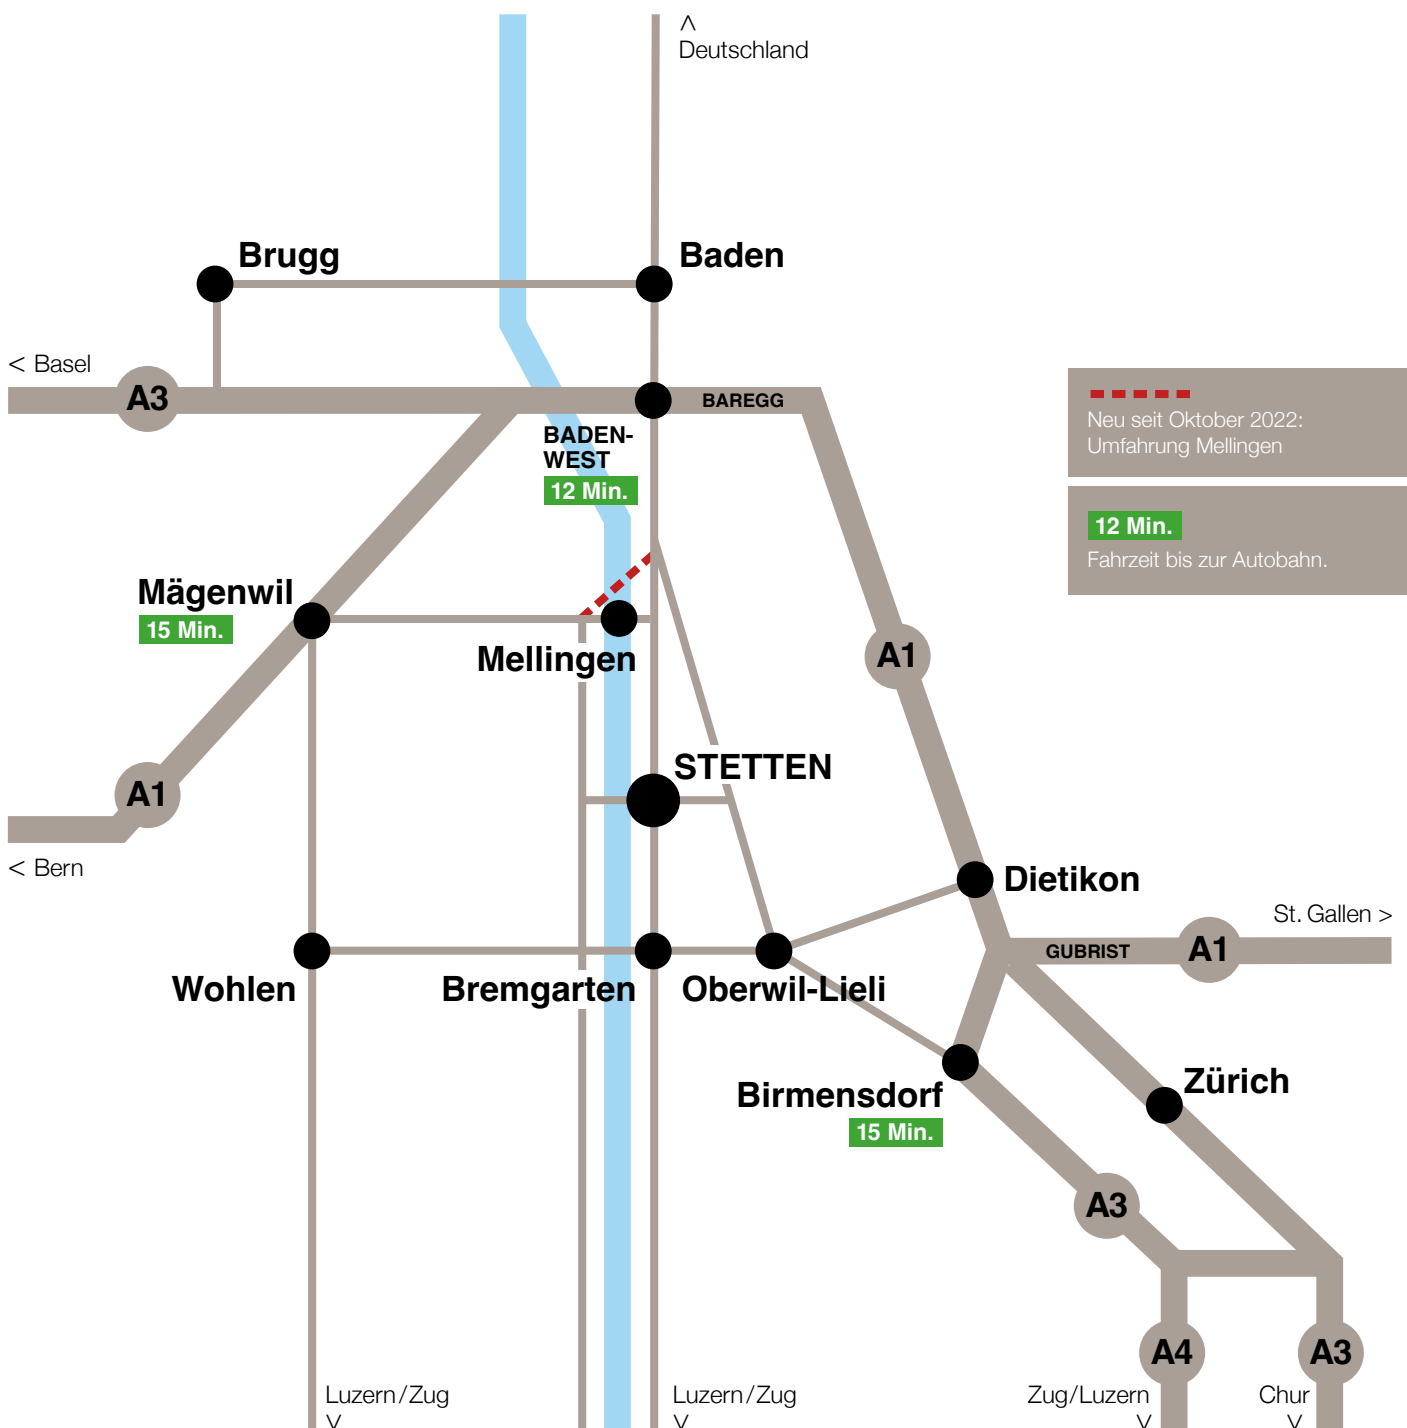 ^
Deutschland
Brugg
Baden
< Basel
A3
BAREGG
BADEN-
WEST
12 Min.
Neu seit Oktober 2022:
Umfahrung Mellingen
12 Min.
Fahrzeit bis zur Autobahn.
Mägenwil
15 Min.
Mellingen
A1
STETTEN
A1
< Bern
Dietikon
St. Gallen >
GUBRIST
A1
Wohlen
Bremgarten
Oberwil-Lieli
Birmensdorf
15 Min.
Zürich
A3
A4
A3
Luzern/Zug
v
Luzern/Zug
v
Zug/Luzern
v
Chur
v